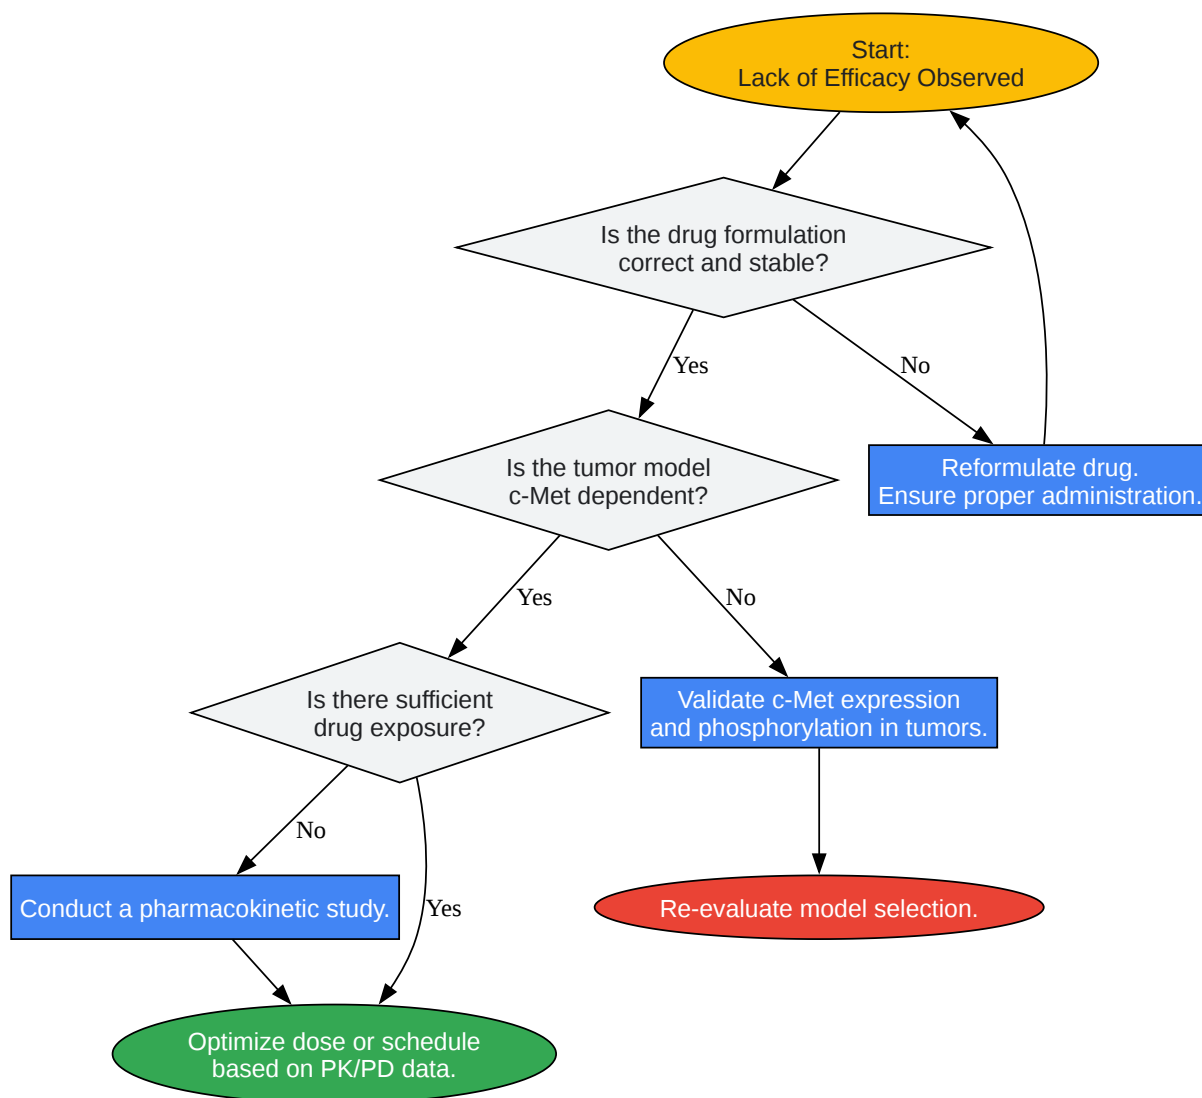 Start:
Lack of Efficacy Observed
Is the drug formulation
correct and stable?
Yes
No
Is the tumor model
c-Met dependent?
Reformulate drug.
Ensure proper administration.
Yes
No
Is there sufficient
drug exposure?
Validate c-Met expression
and phosphorylation in tumors.
No
Yes
Conduct a pharmacokinetic study.
Re-evaluate model selection.
Optimize dose or schedule
based on PK/PD data.